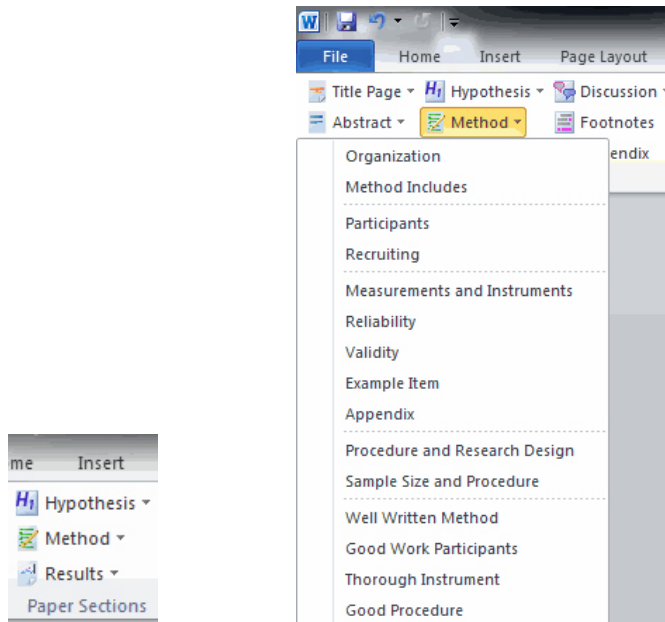 W
File Home Insert Page Layout
Title Page H1 Hypothesis Discussion
Abstract Method Footnotes
endix
Organization
Method Includes
Participants
Recruiting
Measurements and Instruments
Reliability
Validity
Example Item
Appendix
Procedure and Research Design
Sample Size and Procedure
Well Written Method
Good Work Participants
Thorough Instrument
Good Procedure
me Insert
H1 Hypothesis
Method
Results
Paper Sections